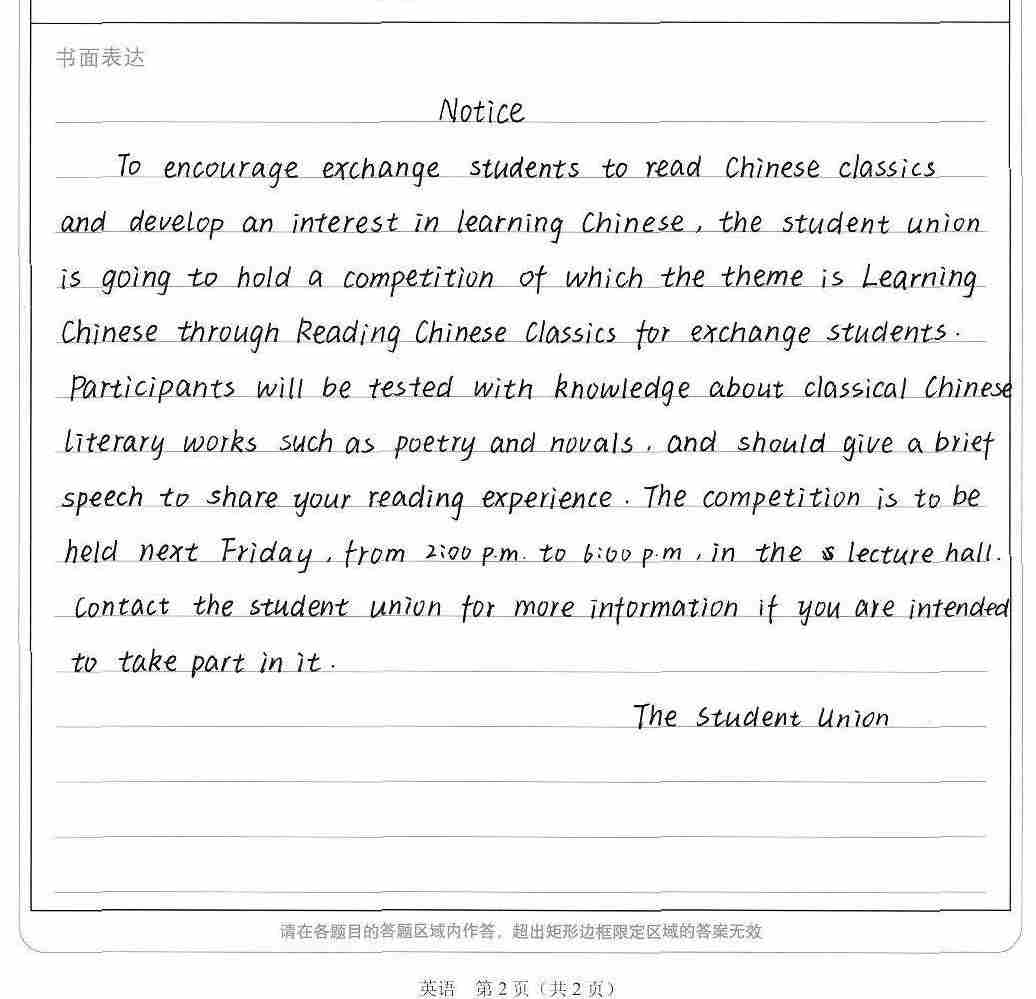 书面表达
Notice
To encourage exchange students to read Chinese classics
and develop an interest in learning Chinese, the student union
is going to hold a competition of which the theme is Learning
Chinese through Reading Chinese Classics for exchange students.
Participants will be tested with knowledge about classical Chinese
literary works such as poetry and novals, and should give a brief
speech to share your reading experience. The competition is to be
held next Friday, from 2:00 p.m. to 6:00 p.m, in the lecture hall.
Contact the student union for more information if you are intended
to take part in it.
The Student Union
请在各题目的答题区域内作答，超出矩形边框限定区域的答案无效
英语 第2页（共2页）